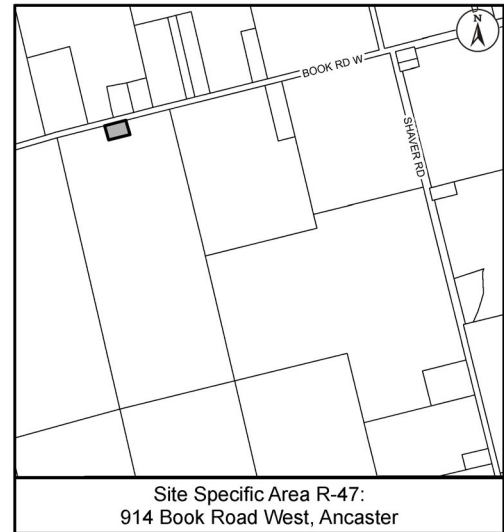 N
BOOK RD W
SHAVER RD
Site Specific Area R-47:
914 Book Road West, Ancaster